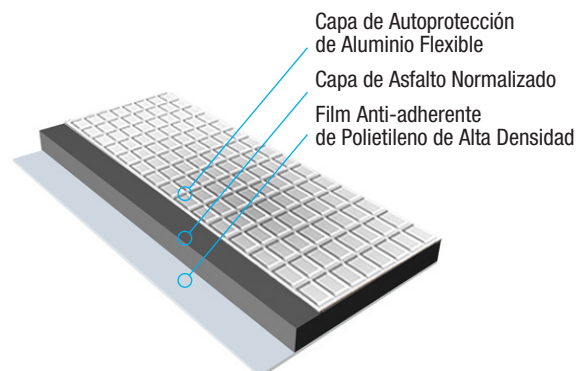 Capa de Autoprotección
de Aluminio Flexible
Capa de Asfalto Normalizado
Film Anti-adherente
de Polietileno de Alta Densidad